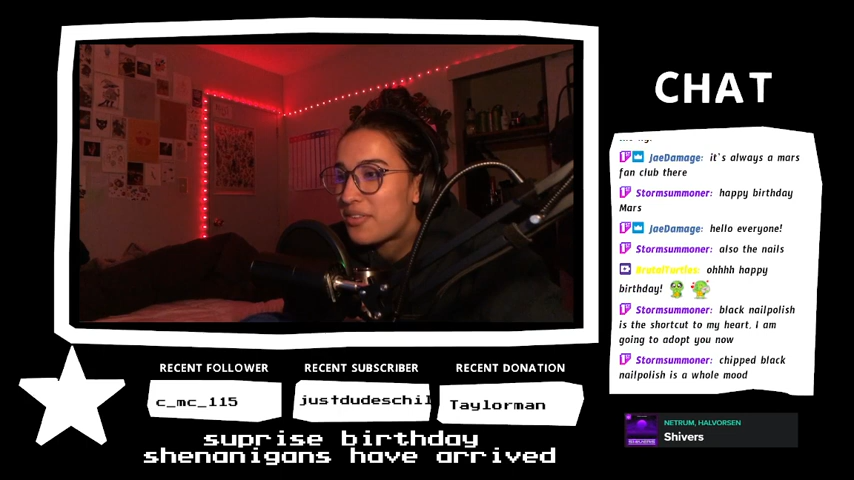 CHAT
JaeDamage: it's always a mars
fan club there
Stormsummoner: happy birthday
Mars
JaeDamage: hello everyone!
Stormsummoner: also the nails
BrutalTurtles: ohhhh happy
birthday!
Stormsummoner: black nailpolish
is the shortcut to my heart, I am
going to adopt you now
Stormsummoner: chipped black
nailpolish is a whole mood
RECENT FOLLOWER
RECENT SUBSCRIBER
RECENT DONATION
c_mc_115
justdudeschil
Taylorman
suprise birthday
shenanigans have arrived
NETRUM, HALVORSEN
Shivers